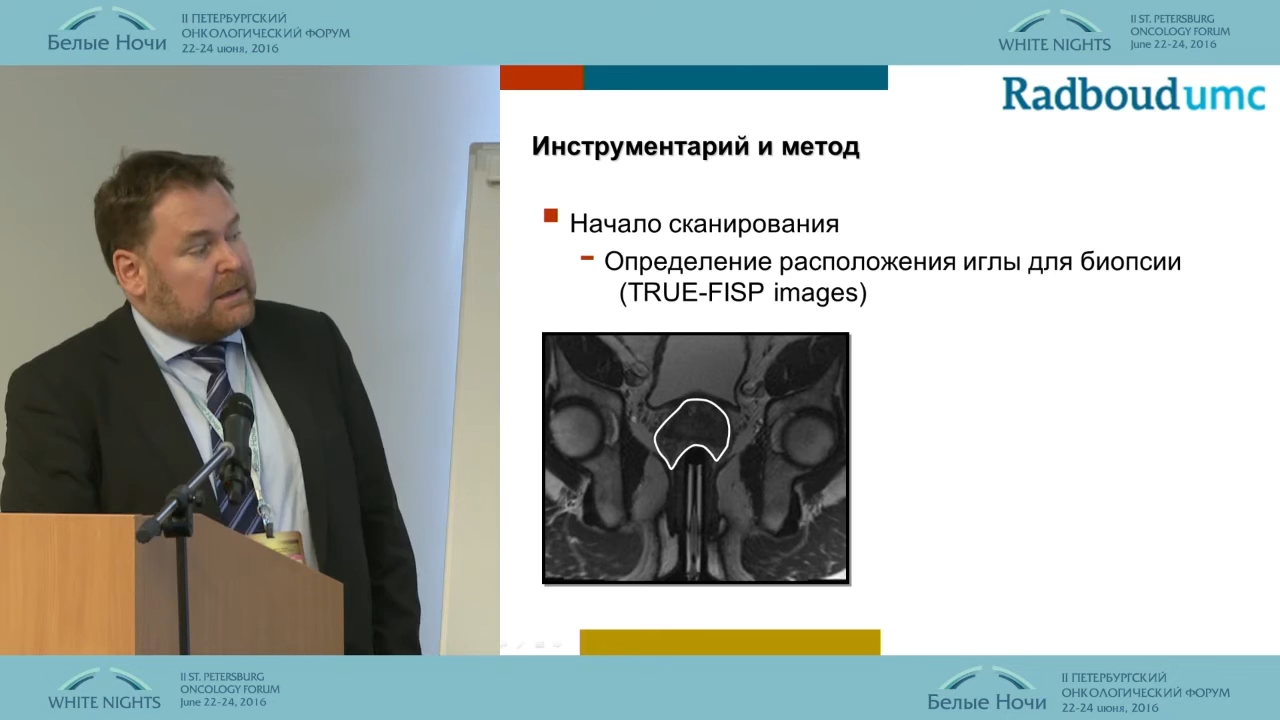 Белые Ночи
II ПЕТЕРБУРГСКИЙ
ОНКОЛОГИЧЕСКИЙ ФОРУМ
22-24 июня, 2016
WHITE NIGHTS
II ST. PETERSBURG
ONCOLOGY FORUM
June 22-24, 2016
Radboudumc
Инструментарий и метод
Начало сканирования
- Определение расположения иглы для биопсии
(TRUE-FISP images)
WHITE NIGHTS
II ST. PETERSBURG
ONCOLOGY FORUM
June 22-24, 2016
Белые Ночи
II ПЕТЕРБУРГСКИЙ
ОНКОЛОГИЧЕСКИЙ ФОРУМ
22-24 июня, 2016